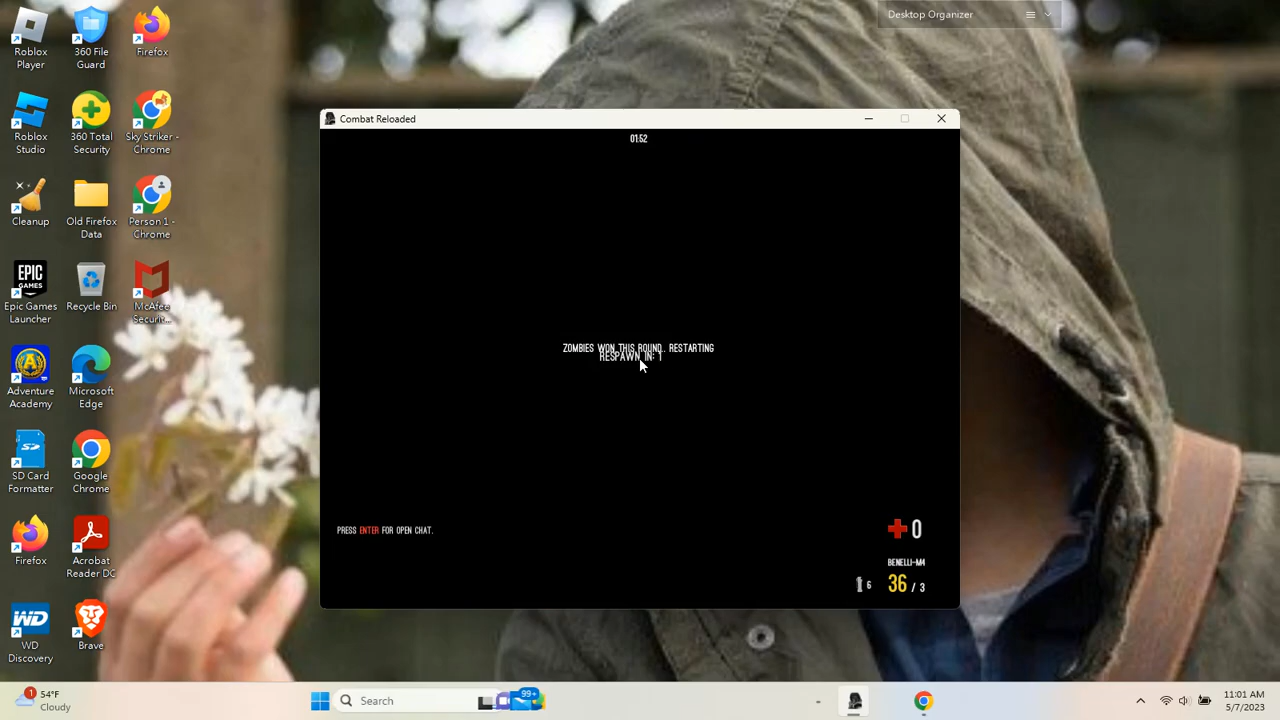 Desktop Organizer
Roblox
Player
360 File
Guard
Firefox
Roblox
Studio
360 Total
Security
Sky Striker -
Chrome
Cleanup
Old Firefox
Data
Person 1 -
Chrome
EPIC
GAMES
Epic Games
Launcher
Recycle Bin
McAfee
Securit...
Adventure
Academy
Microsoft
Edge
SD
SD Card
Formatter
Google
Chrome
Firefox
Acrobat
Reader DC
WD
WD
Discovery
Brave
Combat Reloaded
01:52
ZOMBIES WON THIS ROUND.. RESTARTING
RESPAWN IN: 1
PRESS ENTER FOR OPEN CHAT.
0
BENELLI-M4
6 36 / 3
1
54°F
Cloudy
Search
99+
11:01 AM
5/7/2023